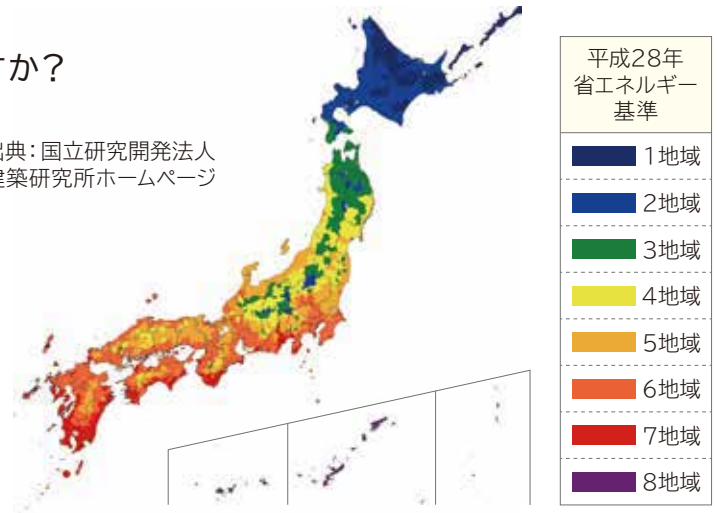 すか？
出典：国立研究開発法人
建築研究所ホームページ
平成28年
省エネルギー
基準
1地域
2地域
3地域
4地域
5地域
6地域
7地域
8地域